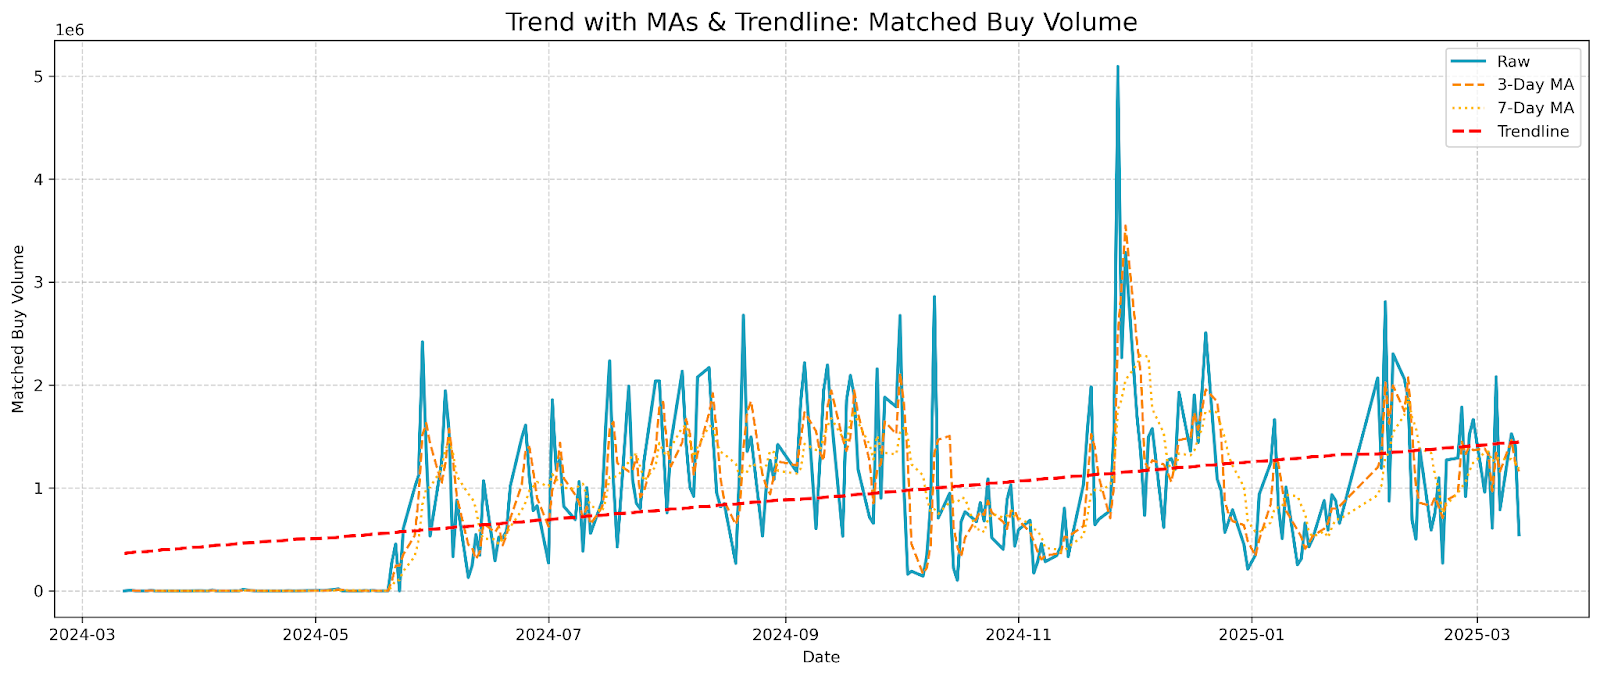 Trend with MAs & Trendline: Matched Buy Volume
1e6
5
4
3
2
1
0
Matched Buy Volume
Raw
3-Day MA
7-Day MA
Trendline
2024-03 2024-05 2024-07 2024-09 2024-11 2025-01 2025-03
Date